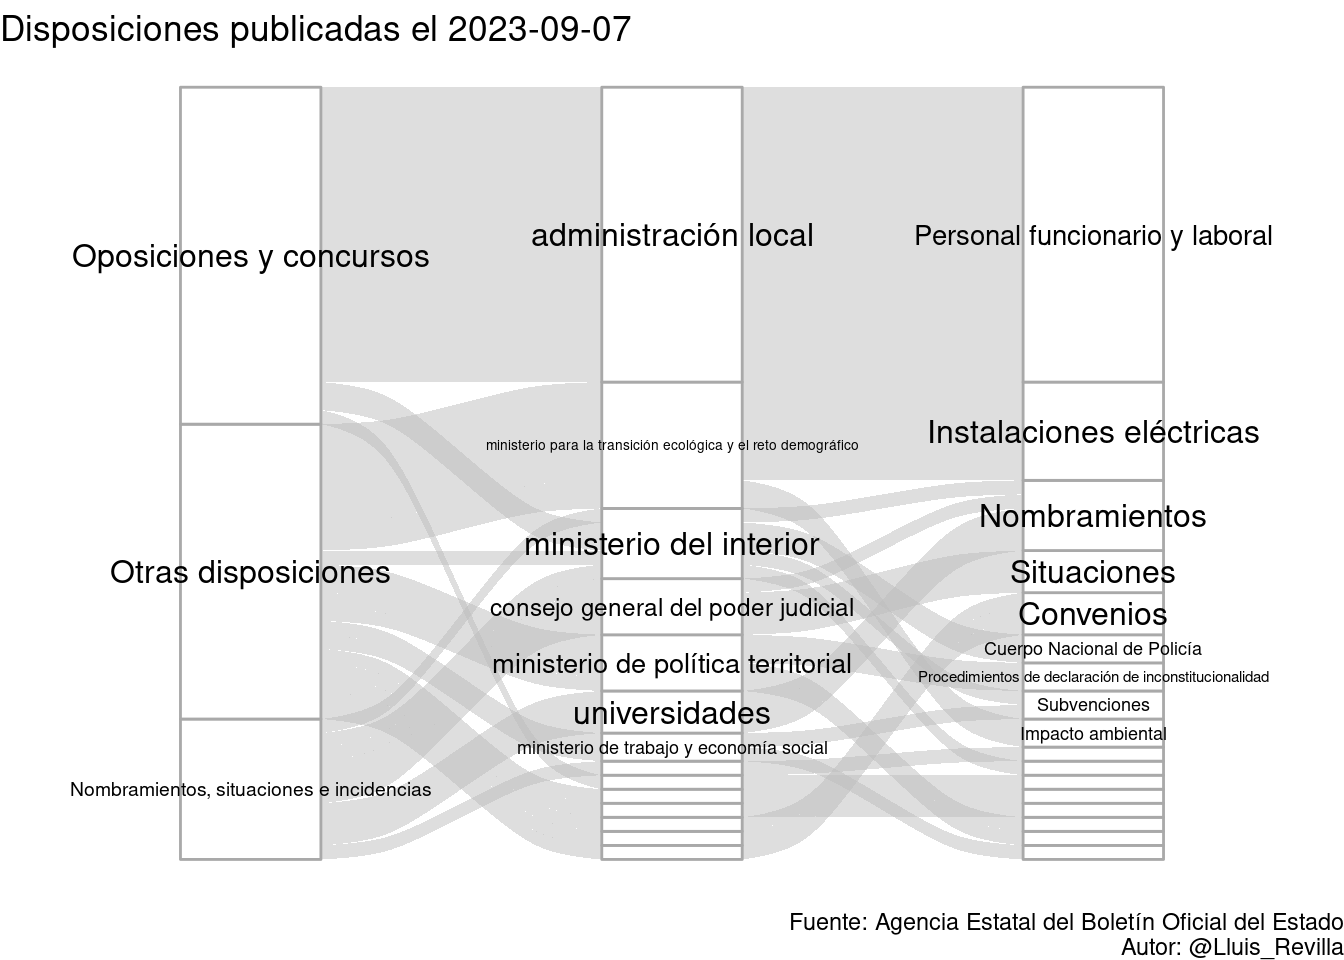 Disposiciones publicadas el 2023-09-07
Oposiciones y concursos
Otras disposiciones
Nombramientos, situaciones e incidencias
administración local
ministerio para la transición ecológica y el reto demográfico
ministerio del interior
consejo general del poder judicial
ministerio de política territorial
universidades
ministerio de trabajo y economía social
Personal funcionario y laboral
Instalaciones eléctricas
Nombramientos
Situaciones
Convenios
Cuerpo Nacional de Policía
Procedimientos de declaración de inconstitucionalidad
Subvenciones
Impacto ambiental
Fuente: Agencia Estatal del Boletín Oficial del Estado
Autor: @Lluis_Revilla